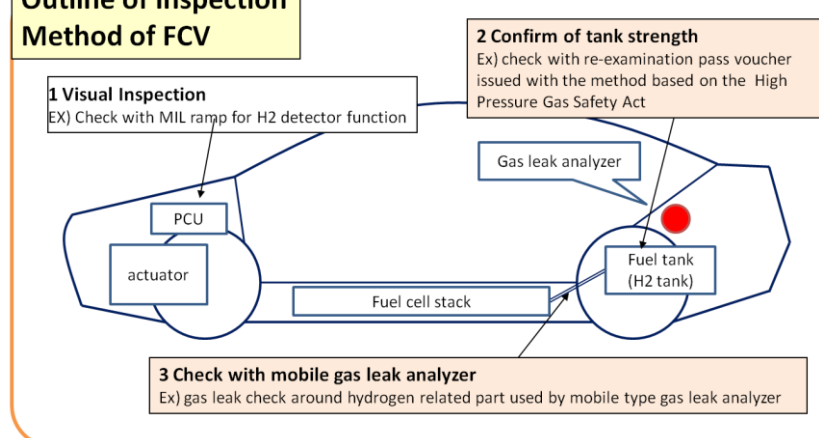 Outline of Inspection
Method of FCV
2 Confirm of tank strength
Ex) check with re-examination pass voucher
issued with the method based on the High
Pressure Gas Safety Act
1 Visual Inspection
EX) Check with MIL ramp for H2 detector function
Gas leak analyzer
PCU
actuator
Fuel tank
(H2 tank)
Fuel cell stack
3 Check with mobile gas leak analyzer
Ex) gas leak check around hydrogen related part used by mobile type gas leak analyzer